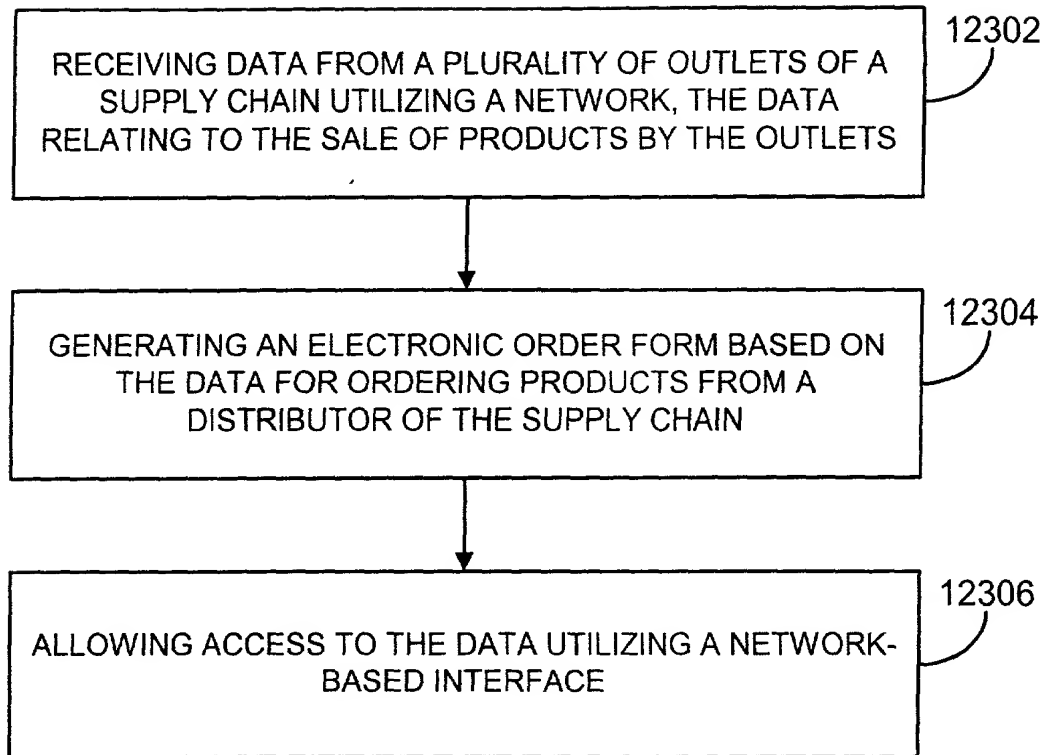 12302
RECEIVING DATA FROM A PLURALITY OF OUTLETS OF A
SUPPLY CHAIN UTILIZING A NETWORK, THE DATA
RELATING TO THE SALE OF PRODUCTS BY THE OUTLETS
12304
GENERATING AN ELECTRONIC ORDER FORM BASED ON
THE DATA FOR ORDERING PRODUCTS FROM A
DISTRIBUTOR OF THE SUPPLY CHAIN
12306
ALLOWING ACCESS TO THE DATA UTILIZING A NETWORK-
BASED INTERFACE